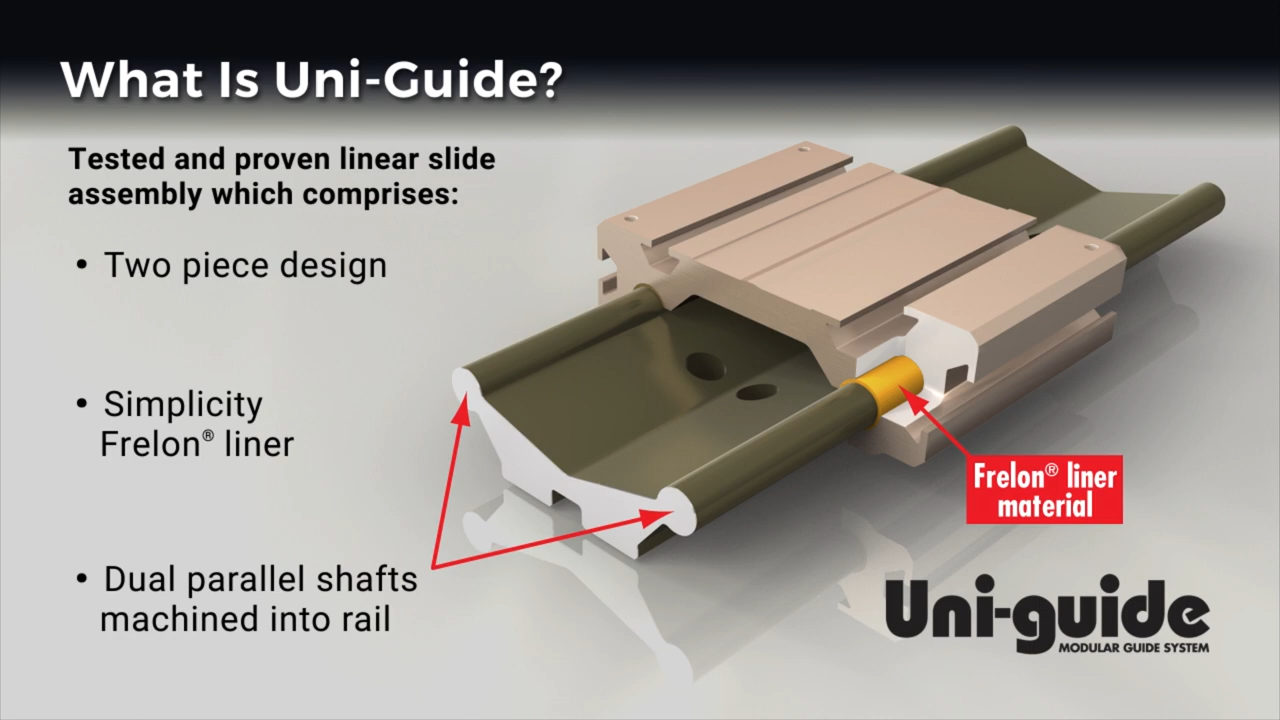 What Is Uni-Guide?
Tested and proven linear slide
assembly which comprises:
• Two piece design
• Simplicity
Frelon® liner
• Dual parallel shafts
machined into rail
Frelon® liner
material
Uni-guide
MODULAR GUIDE SYSTEM